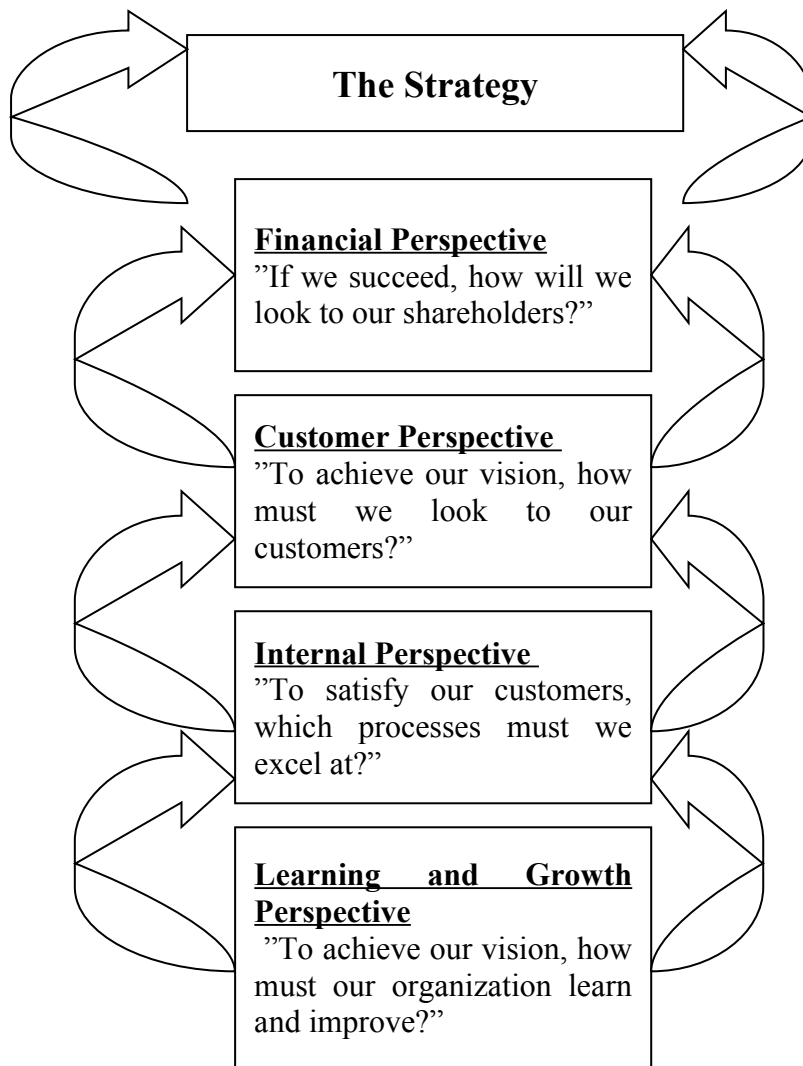 The Strategy
Financial Perspective
”If we succeed, how will we
look to our shareholders?”
Customer Perspective
”To achieve our vision, how
must we look to our
customers?”
Internal Perspective
”To satisfy our customers,
which processes must we
excel at?”
Learning and Growth
Perspective
”To achieve our vision, how
must our organization learn
and improve?”